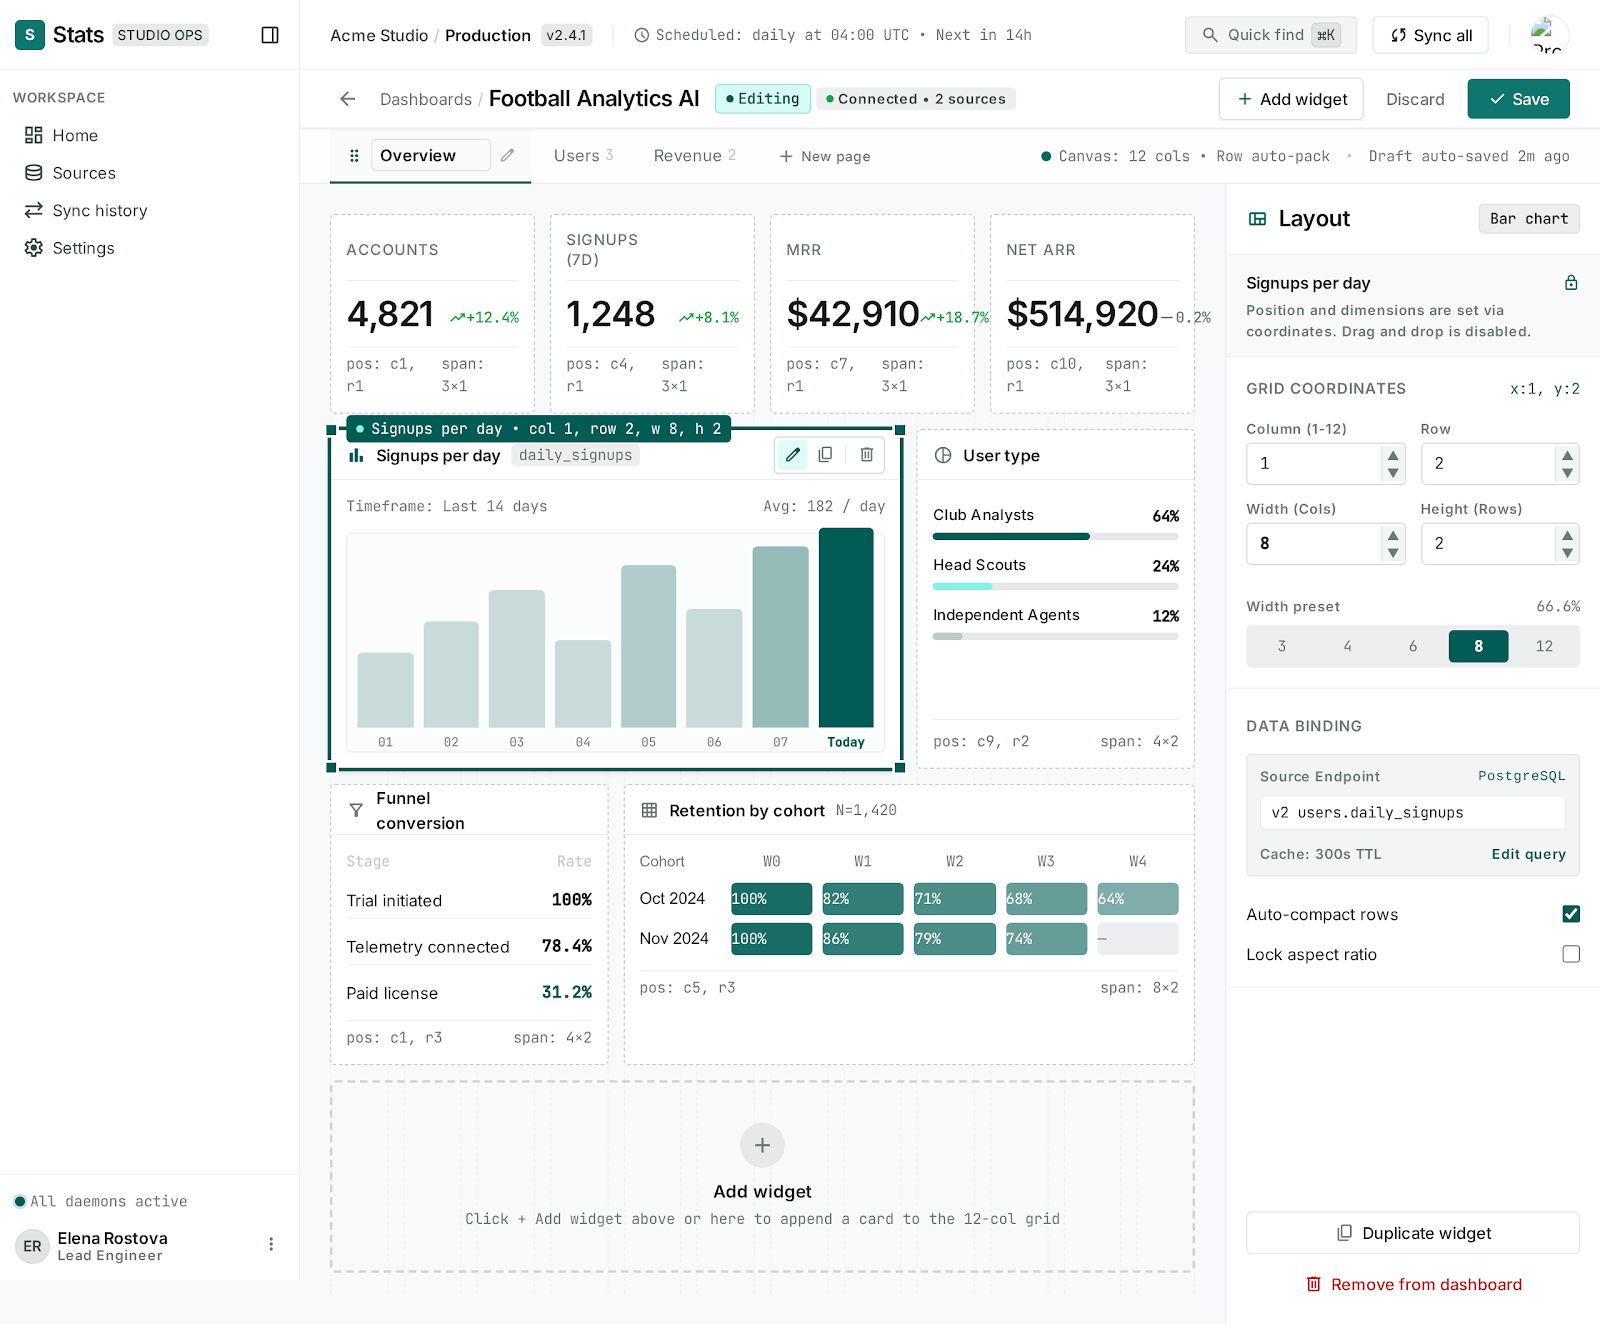 S Stats STUDIO OPS
Acme Studio / Production v2.4.1
Scheduled: daily at 04:00 UTC • Next in 14h
Quick find ⌘K
Sync all
WORKSPACE
Home
Sources
Sync history
Settings
Dashboards / Football Analytics AI
Editing
Connected • 2 sources
+ Add widget
Discard
Save
Overview
Users 3
Revenue 2
+ New page
Canvas: 12 cols • Row auto-pack • Draft auto-saved 2m ago
ACCOUNTS
4,821 +12.4%
pos: c1, r1
span: 3×1
SIGNUPS
(7D)
1,248 +8.1%
pos: c4, r1
span: 3×1
MRR
$42,910 +18.7%
pos: c7, r1
span: 3×1
NET ARR
$514,920 0.2%
pos: c10, r1
span: 3×1
Signups per day • col 1, row 2, w 8, h 2
Signups per day daily_signups
Timeframe: Last 14 days
Avg: 182 / day
01 02 03 04 05 06 07 Today
User type
Club Analysts 64%
Head Scouts 24%
Independent Agents 12%
pos: c9, r2 span: 4×2
Funnel
conversion
Stage Rate
Trial initiated 100%
Telemetry connected 78.4%
Paid license 31.2%
pos: c1, r3 span: 4×2
Retention by cohort N=1,420
Cohort W0 W1 W2 W3 W4
Oct 2024 100% 82% 71% 68% 64%
Nov 2024 100% 86% 79% 74% —
pos: c5, r3 span: 8×2
+
Add widget
Click + Add widget above or here to append a card to the 12-col grid
Layout
Bar chart
Signups per day
Position and dimensions are set via
coordinates. Drag and drop is disabled.
GRID COORDINATES x:1, y:2
Column (1-12) Row
1 2
Width (Cols) Height (Rows)
8 2
Width preset 66.6%
3 4 6 8 12
DATA BINDING
Source Endpoint PostgreSQL
v2 users.daily_signups
Cache: 300s TTL Edit query
Auto-compact rows
Lock aspect ratio
Duplicate widget
Remove from dashboard
All daemons active
ER
Elena Rostova
Lead Engineer